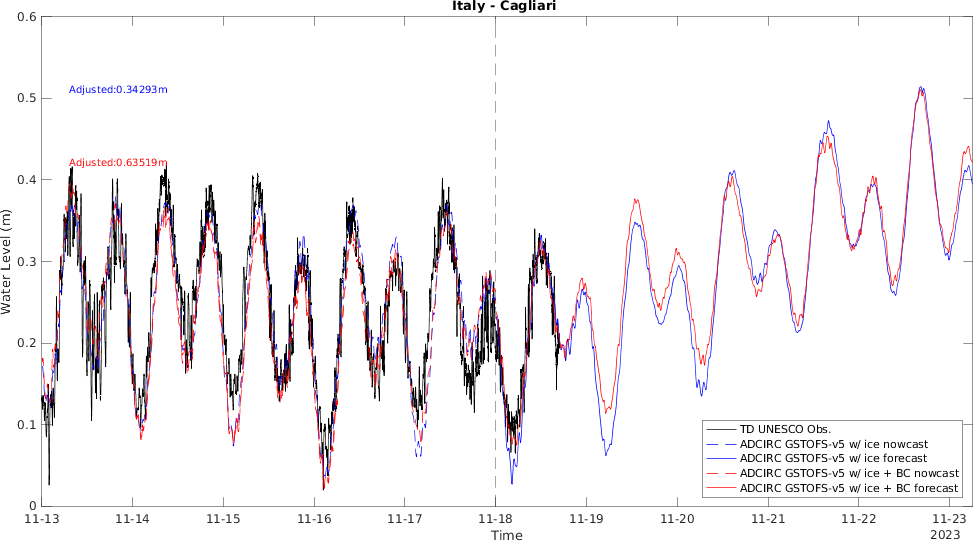 Italy - Cagliari
0.6
0.5
0.4
0.3
0.2
0.1
0
Water Level (m)
Adjusted:0.34293m
Adjusted:0.63519m
TD UNESCO Obs.
ADCIRC GSTOFS-v5 w/ ice nowcast
ADCIRC GSTOFS-v5 w/ ice forecast
ADCIRC GSTOFS-v5 w/ ice + BC nowcast
ADCIRC GSTOFS-v5 w/ ice + BC forecast
11-13 11-14 11-15 11-16 11-17 11-18 11-19 11-20 11-21 11-22 11-23
Time
2023